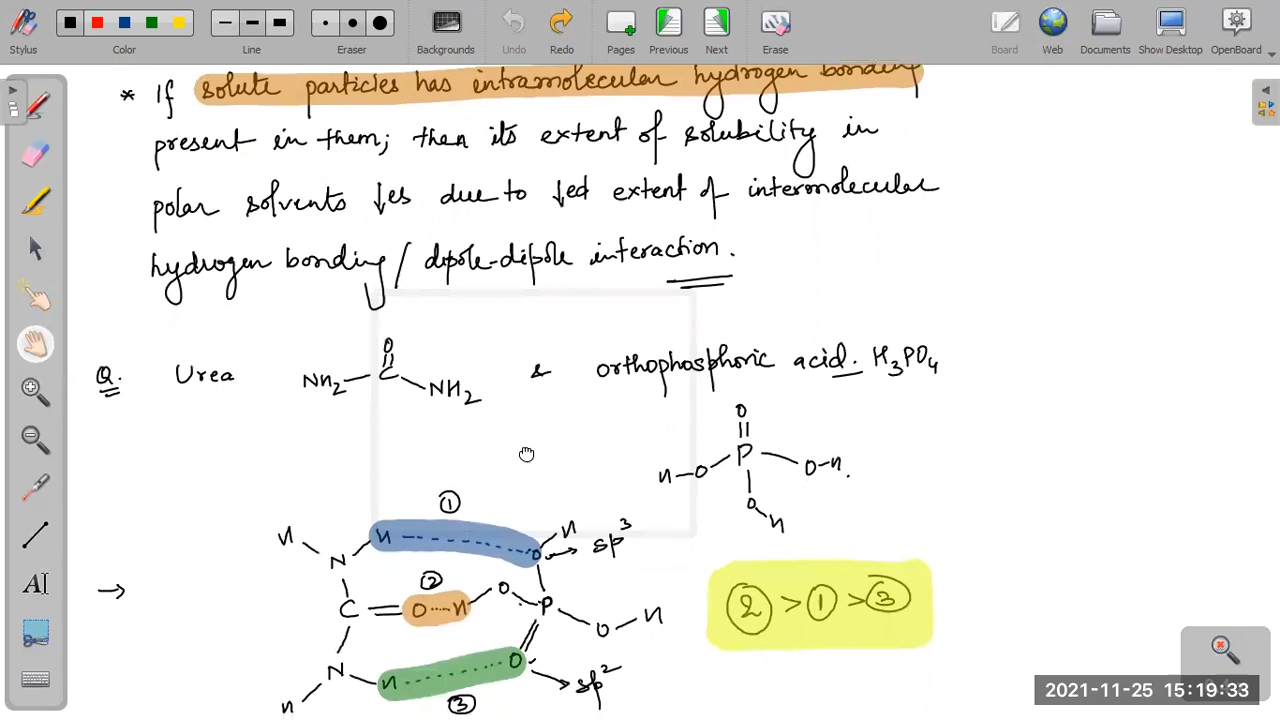 Stylus
Color
Line
Eraser
Backgrounds
Undo
Redo
Pages
Previous
Next
Erase
Board
Web
Documents
Show Desktop
OpenBoard
* If solute particles has intramolecular hydrogen bonding
present in them; then its extent of solubility in
polar solvents ↓es due to ↓ed extent of intermolecular
hydrogen bonding / dipole-dipole interaction.
Q. Urea NH2 C O NH2 & orthophosphoric acid. H3PO4
O
P
H-O O-H
O
H
①
H H O H → sp3
N
→ C = O H O P ②
O H
N
H H O → sp2
③
② > ① > ③
2021-11-25 15:19:33